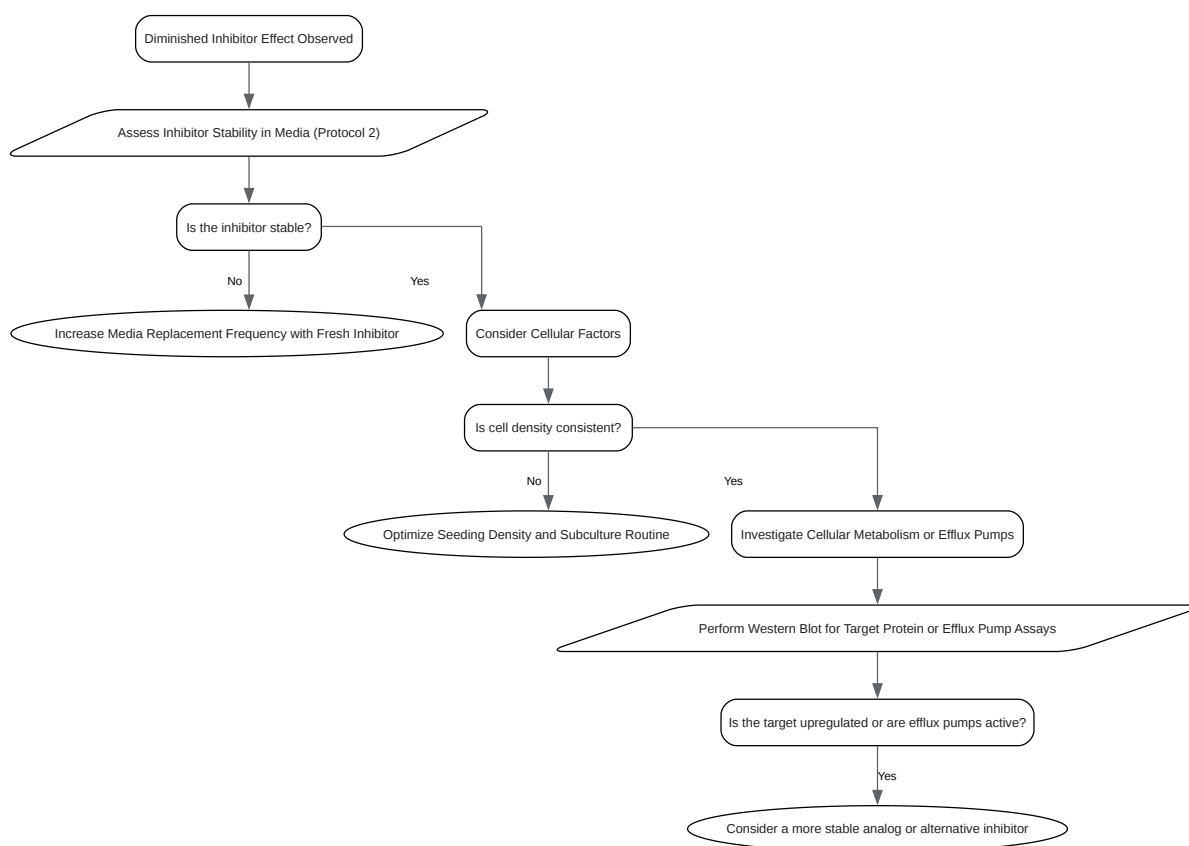 Diminished Inhibitor Effect Observed
Assess Inhibitor Stability in Media (Protocol 2)
Is the inhibitor stable?
No
Yes
Increase Media Replacement Frequency with Fresh Inhibitor
Consider Cellular Factors
Is cell density consistent?
No
Yes
Optimize Seeding Density and Subculture Routine
Investigate Cellular Metabolism or Efflux Pumps
Perform Western Blot for Target Protein or Efflux Pump Assays
Is the target upregulated or are efflux pumps active?
Yes
Consider a more stable analog or alternative inhibitor